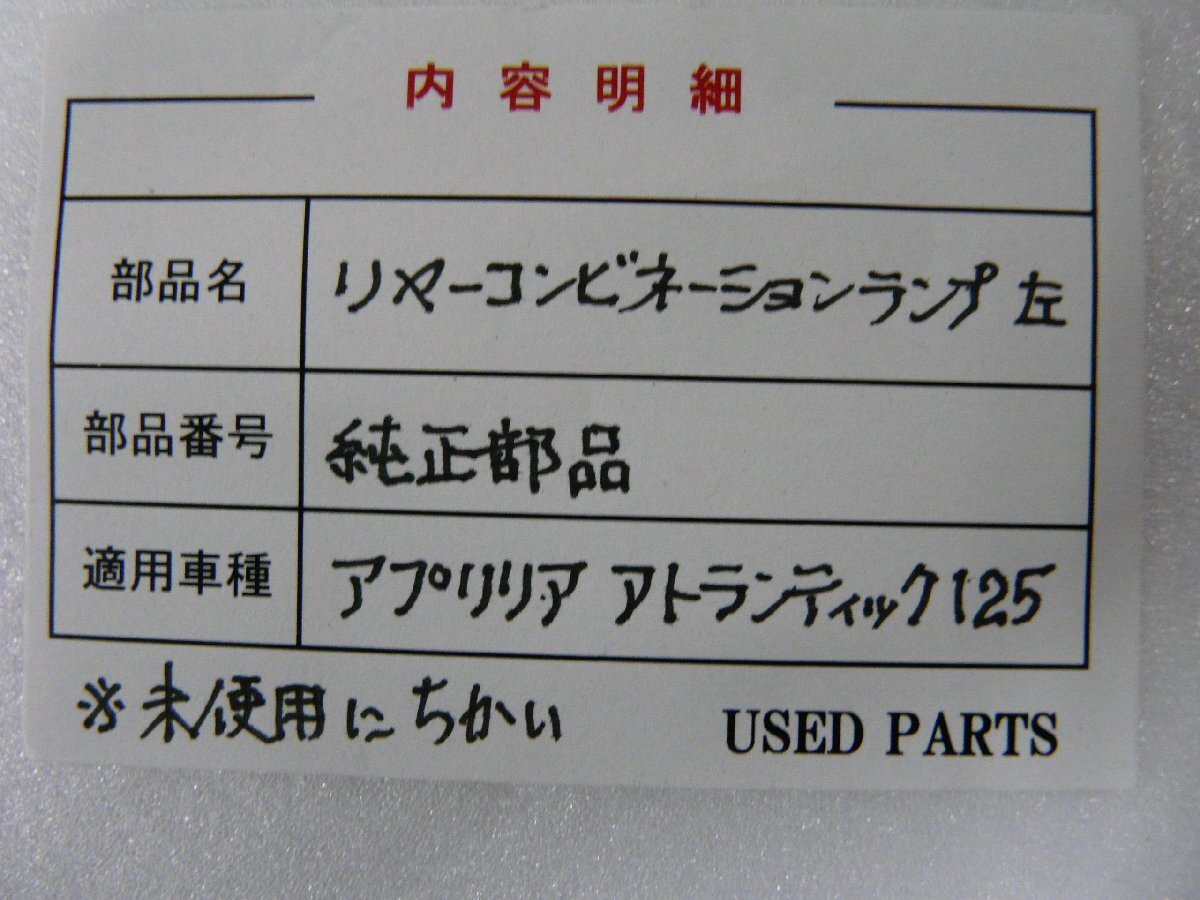 内容明細
部品名 リヤーコンビネーションランプ 左
部品番号 純正部品
適用車種 アプリリア アトランティック125
※未使用にちかい USED PARTS